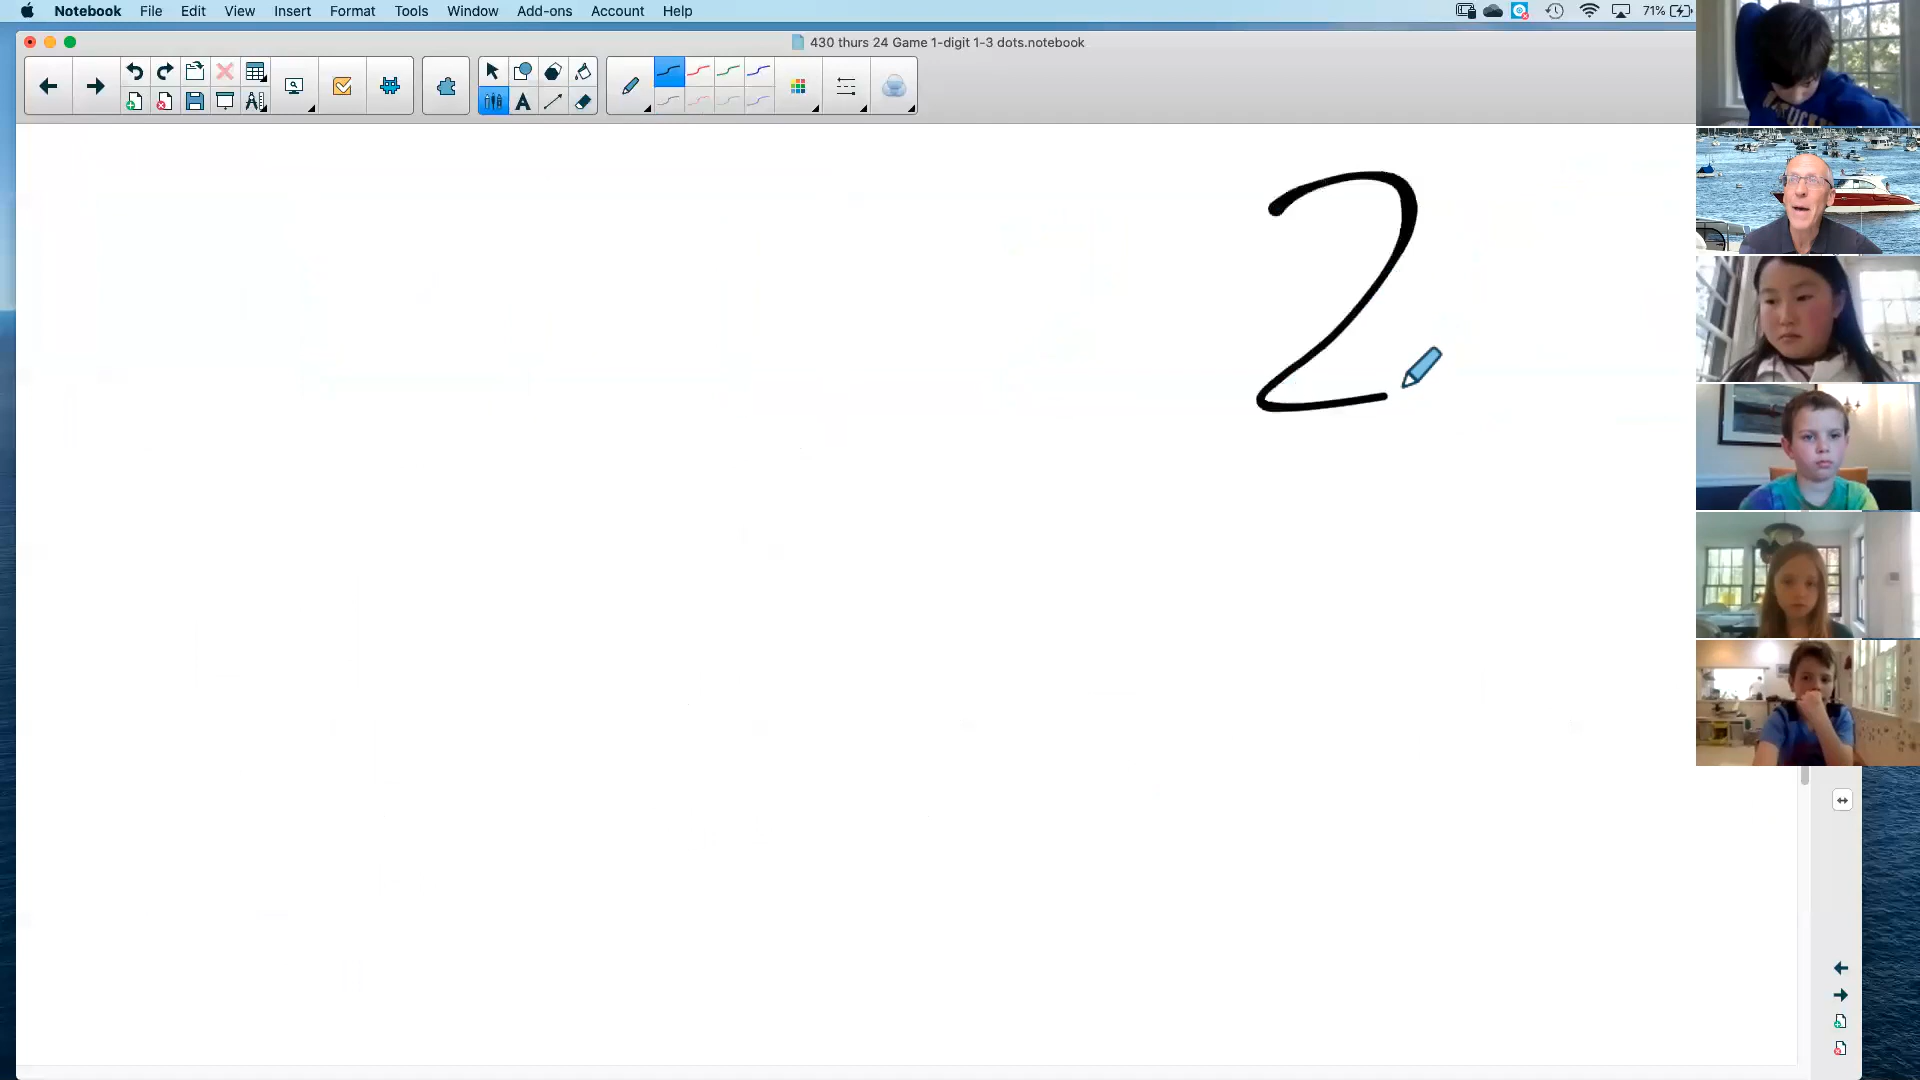 Notebook File Edit View Insert Format Tools Window Add-ons Account Help 71%
430 thurs 24 Game 1-digit 1-3 dots.notebook
A
2